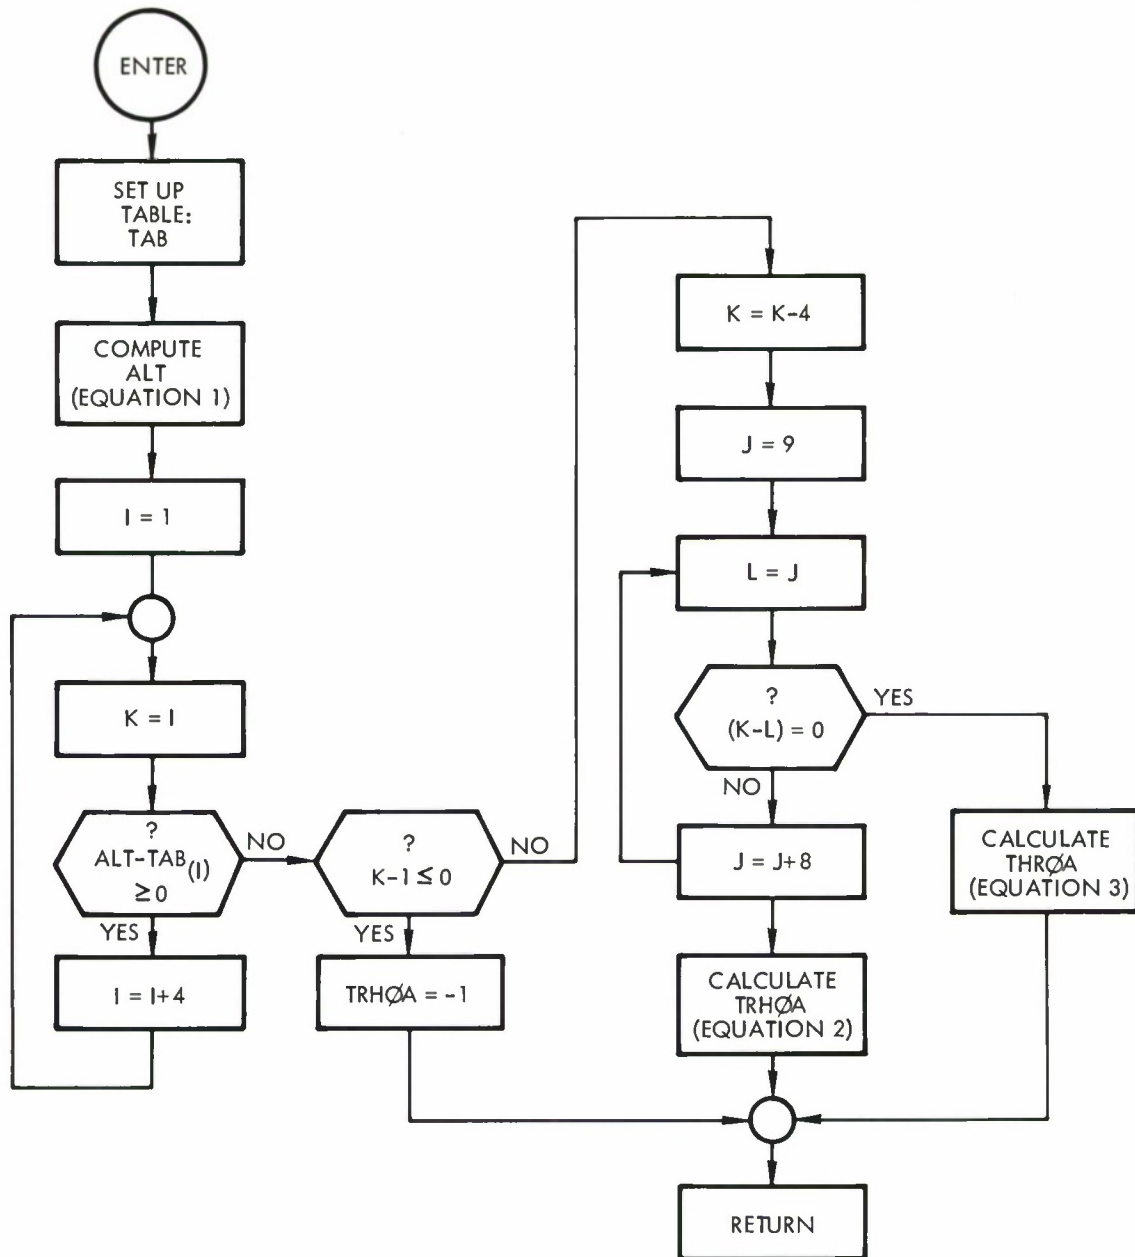 ENTER
SET UP
TABLE:
TAB
COMPUTE
ALT
(EQUATION 1)
I = 1
K = I
?
ALT-TAB(I)
≥0
NO
YES
I = I+4
?
K-1 ≤ 0
NO
YES
TRHØA = -1
K = K-4
J = 9
L = J
?
(K-L) = 0
YES
NO
J = J+8
CALCULATE
TRHØA
(EQUATION 2)
CALCULATE
THRØA
(EQUATION 3)
RETURN